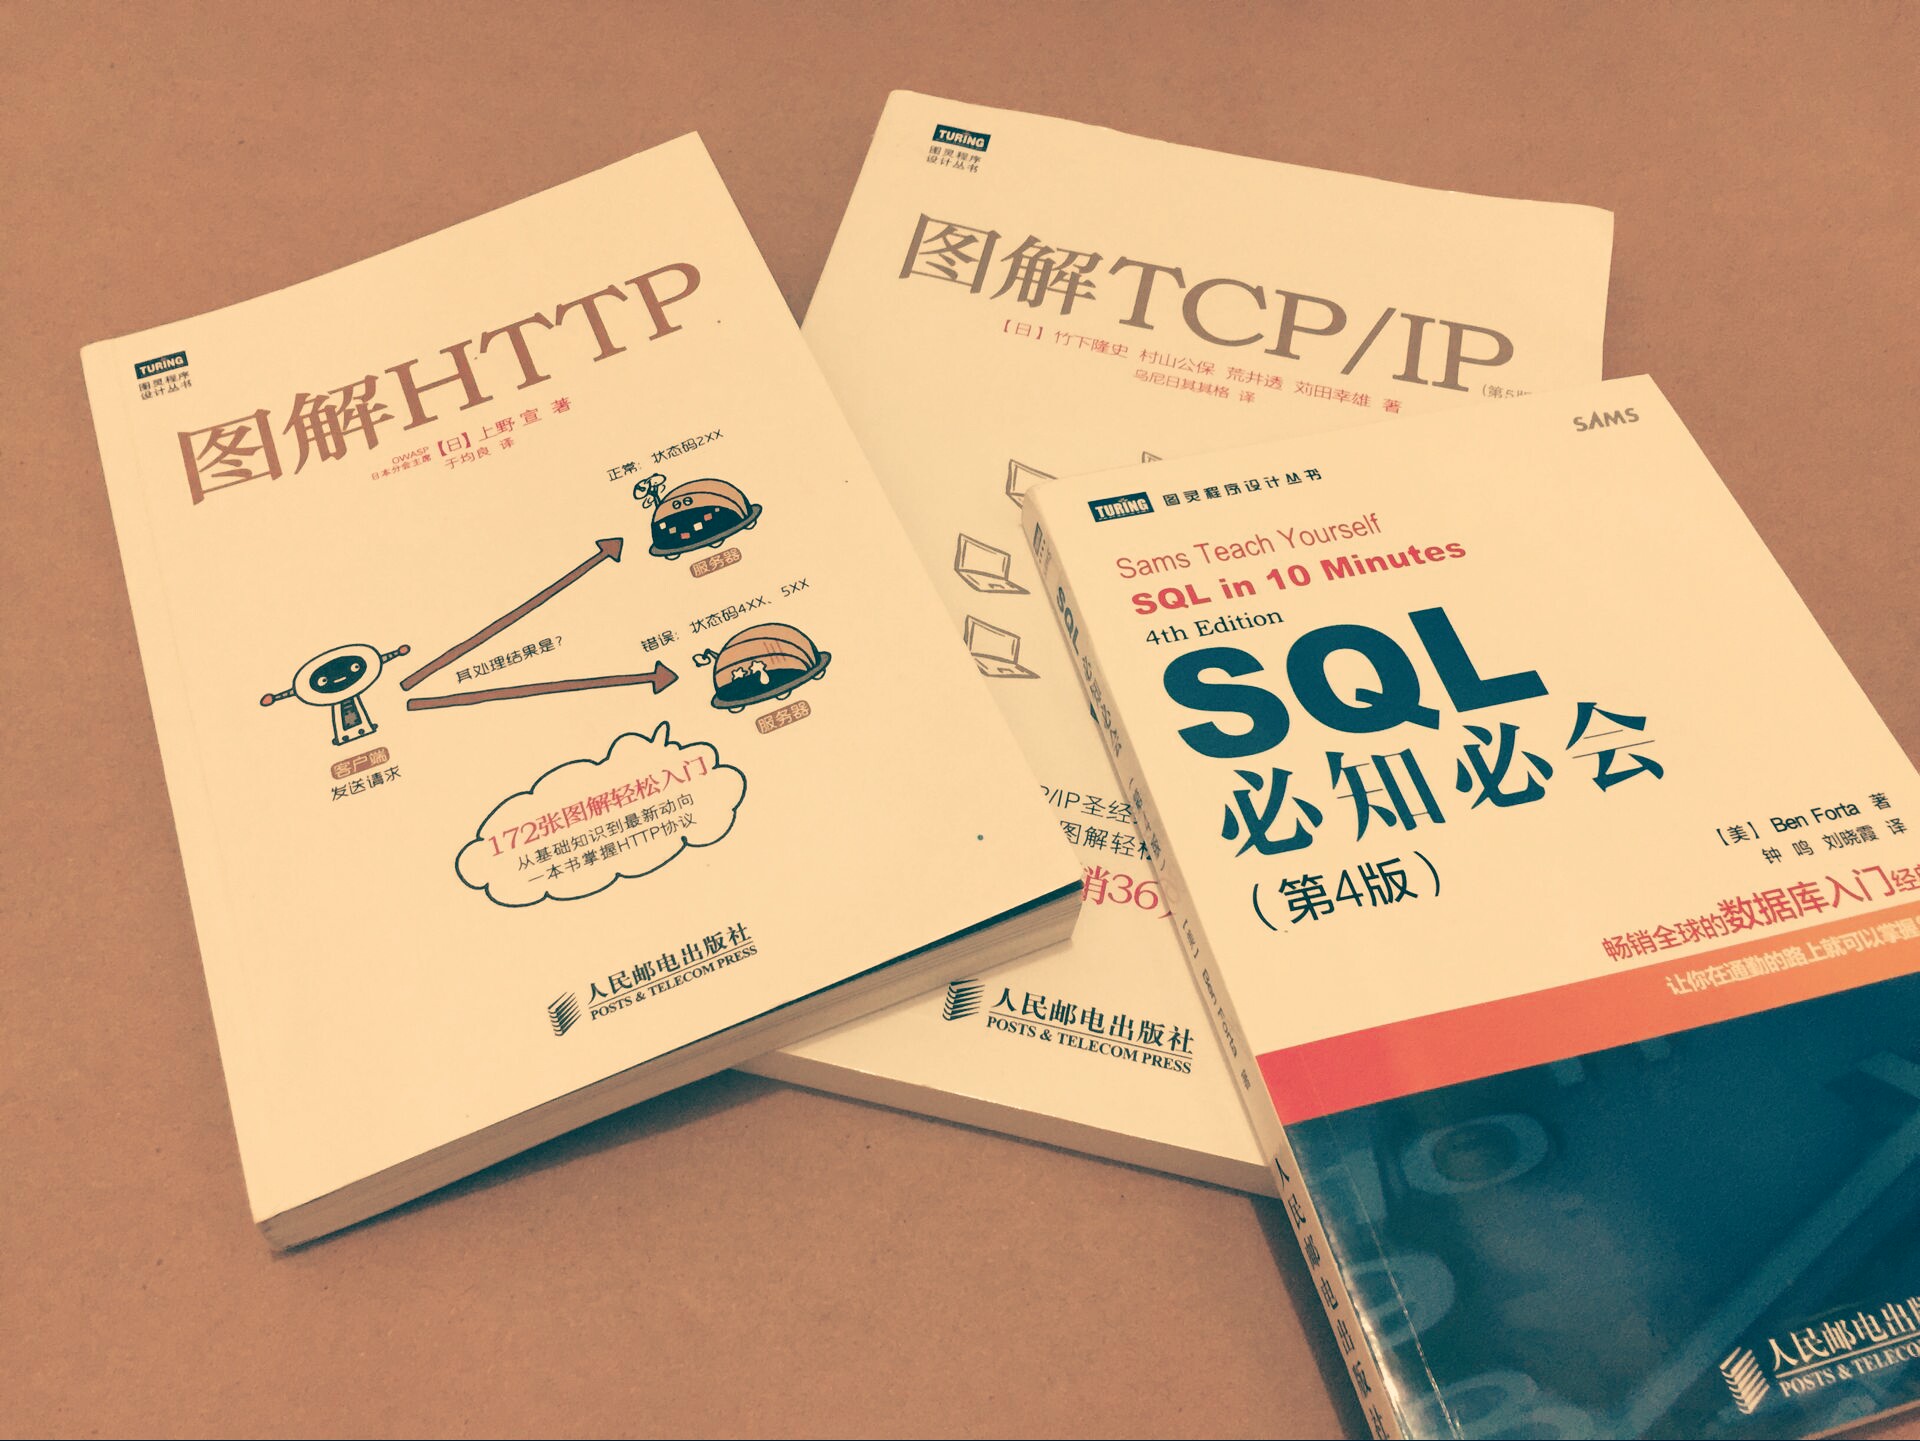 TURING
图灵程序
设计丛书
图解HTTP
OWASP
日本分会主席
【日】上野 宣 著
于均良 译
正常：状态码2XX
服务器
其处理结果是？
错误：状态码4XX、5XX
服务器
客户端
发送请求
172张图解轻松入门
从基础知识到最新动向
一本书掌握HTTP协议
人民邮电出版社
POSTS & TELECOM PRESS
TURING
图灵程序
设计丛书
图解TCP/IP
(第5版
【日】竹下隆史 村山公保 荒井透 苅田幸雄 著
乌尼日其其格 译
P/IP圣经
图解轻松
销36万
人民邮电出版社
POSTS & TELECOM PRESS
SAMS
TURING 图灵程序设计丛书
Sams Teach Yourself
SQL in 10 Minutes
4th Edition
SQL
必知必会
（第4版）
【美】Ben Forta 著
钟鸣 刘晓霞 译
畅销全球的数据库入门经典
让你在通勤的路上就可以掌握
人民邮电出版
POSTS & TELECO
SQL 必知必会 （第4版） 【美】Ben Forta 著 人民邮电出版社